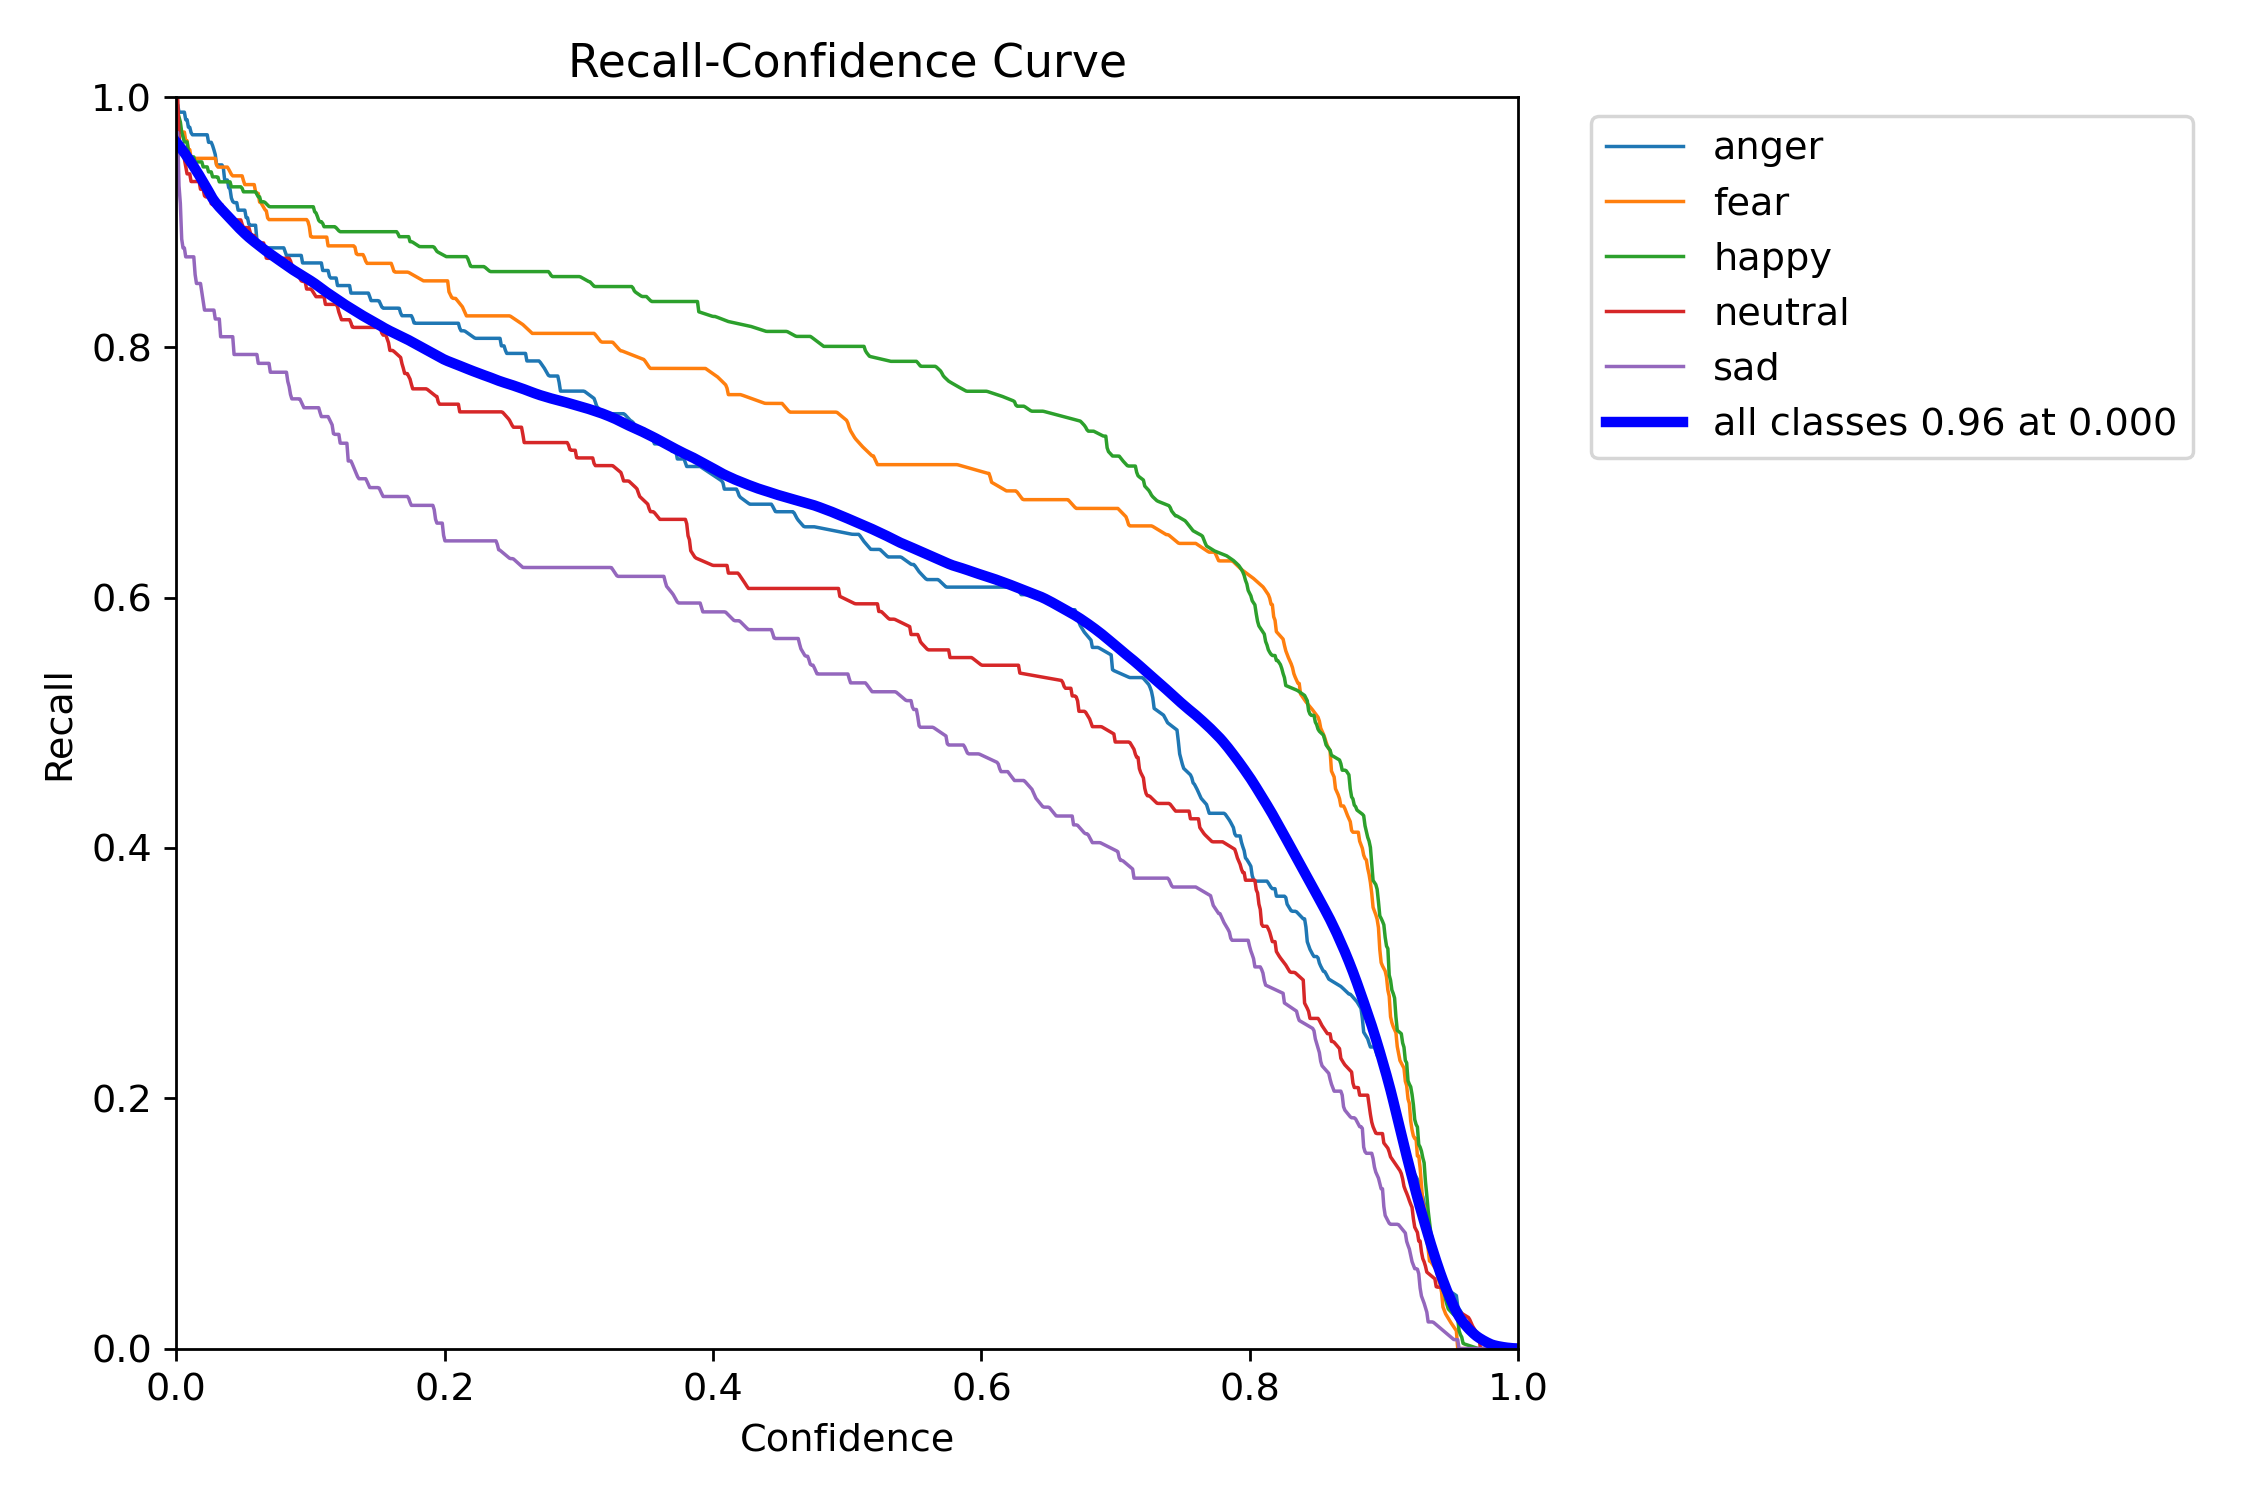 Recall-Confidence Curve
1.0
0.8
0.6
0.4
0.2
0.0
Recall
0.0 0.2 0.4 0.6 0.8 1.0
Confidence
anger
fear
happy
neutral
sad
all classes 0.96 at 0.000